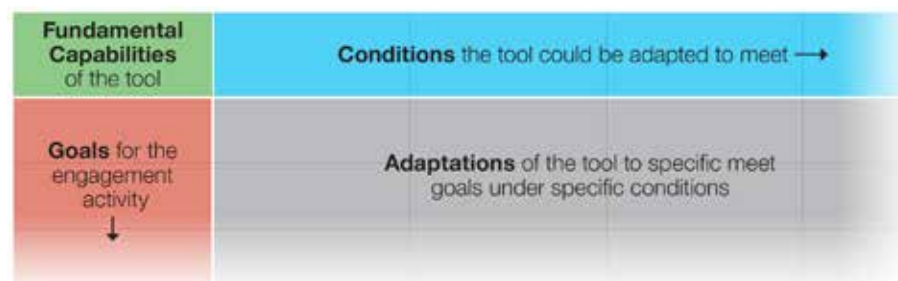 Fundamental
Capabilities
of the tool
Conditions the tool could be adapted to meet →
Goals for the
engagement
activity
↓
Adaptations of the tool to specific meet
goals under specific conditions